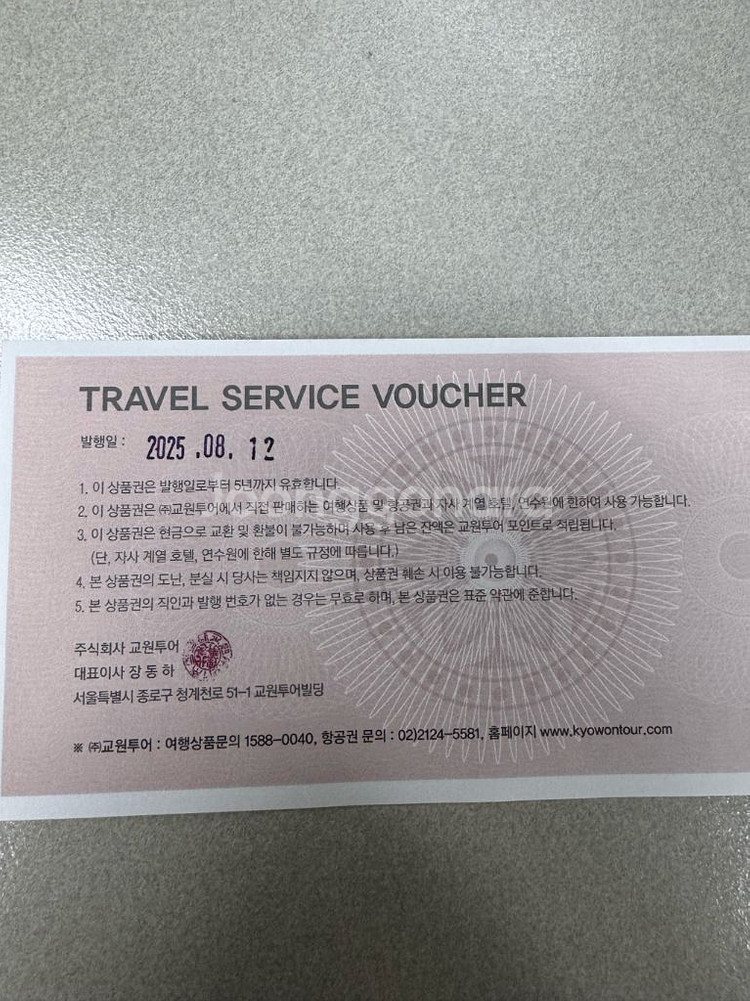 TRAVEL SERVICE VOUCHER
발행일 : 2025 .08. 12
1. 이 상품권은 발행일로부터 5년까지 유효합니다.
2. 이 상품권은 ㈜교원투어에서 직접 판매하는 여행상품 및 항공권과 자사 계열 호텔, 연수원에 한하여 사용 가능합니다.
3. 이 상품권은 현금으로 교환 및 환불이 불가능하며 사용 후 남은 잔액은 교원투어 포인트로 적립됩니다.
(단, 자사 계열 호텔, 연수원에 한해 별도 규정에 따릅니다.)
4. 본 상품권의 도난, 분실 시 당사는 책임지지 않으며, 상품권 훼손 시 이용 불가능합니다.
5. 본 상품권의 직인과 발행 번호가 없는 경우는 무효로 하며, 본 상품권은 표준 약관에 준합니다.
주식회사 교원투어
대표이사 장 동 하
서울특별시 종로구 청계천로 51-1 교원투어빌딩
※ ㈜교원투어 : 여행상품문의 1588-0040, 항공권 문의 : 02)2124-5581, 홈페이지 www.kyowontour.com